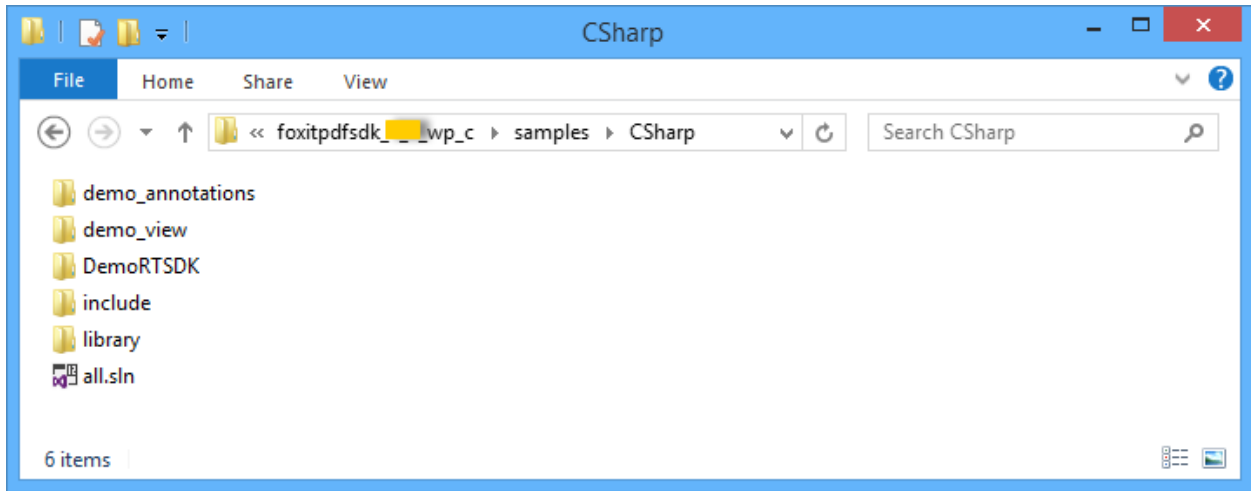 CSharp
File Home Share View
« foxitpdfsdk_ _wp_c ▸ samples ▸ CSharp Search CSharp
demo_annotations
demo_view
DemoRTSDK
include
library
all.sln
6 items